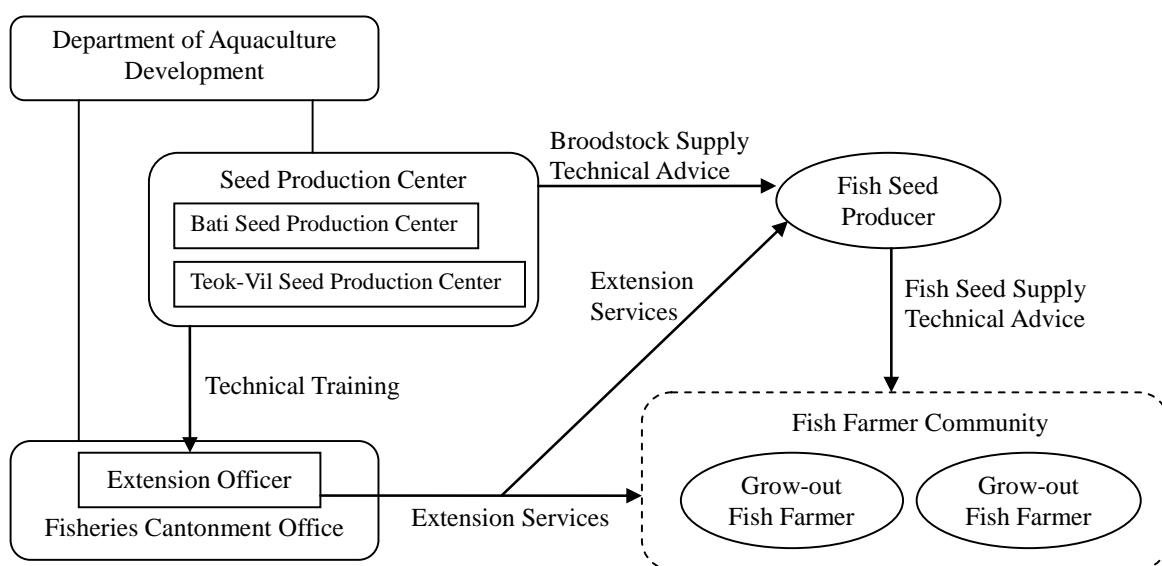 Department of Aquaculture
Development
Broodstock Supply
Technical Advice
Seed Production Center
Bati Seed Production Center
Teok-Vil Seed Production Center
Fish Seed
Producer
Extension
Services
Fish Seed Supply
Technical Advice
Technical Training
Fish Farmer Community
Extension Officer
Fisheries Cantonment Office
Extension Services
Grow-out
Fish Farmer
Grow-out
Fish Farmer